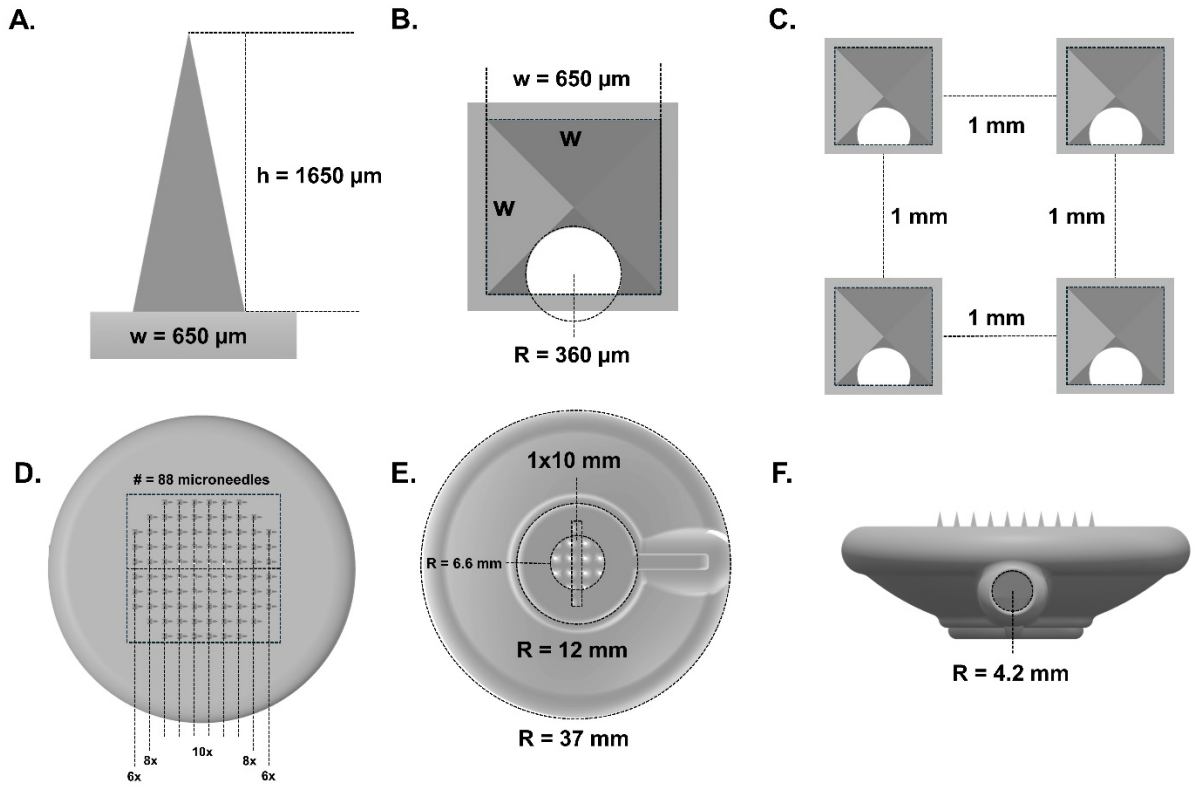 A.
h = 1650 µm
w = 650 µm
B.
w = 650 µm
W
W
R = 360 µm
C.
1 mm
1 mm
1 mm
1 mm
D.
# = 88 microneedles
10x
8x
8x
6x
6x
E.
1x10 mm
R = 6.6 mm
R = 12 mm
R = 37 mm
F.
R = 4.2 mm